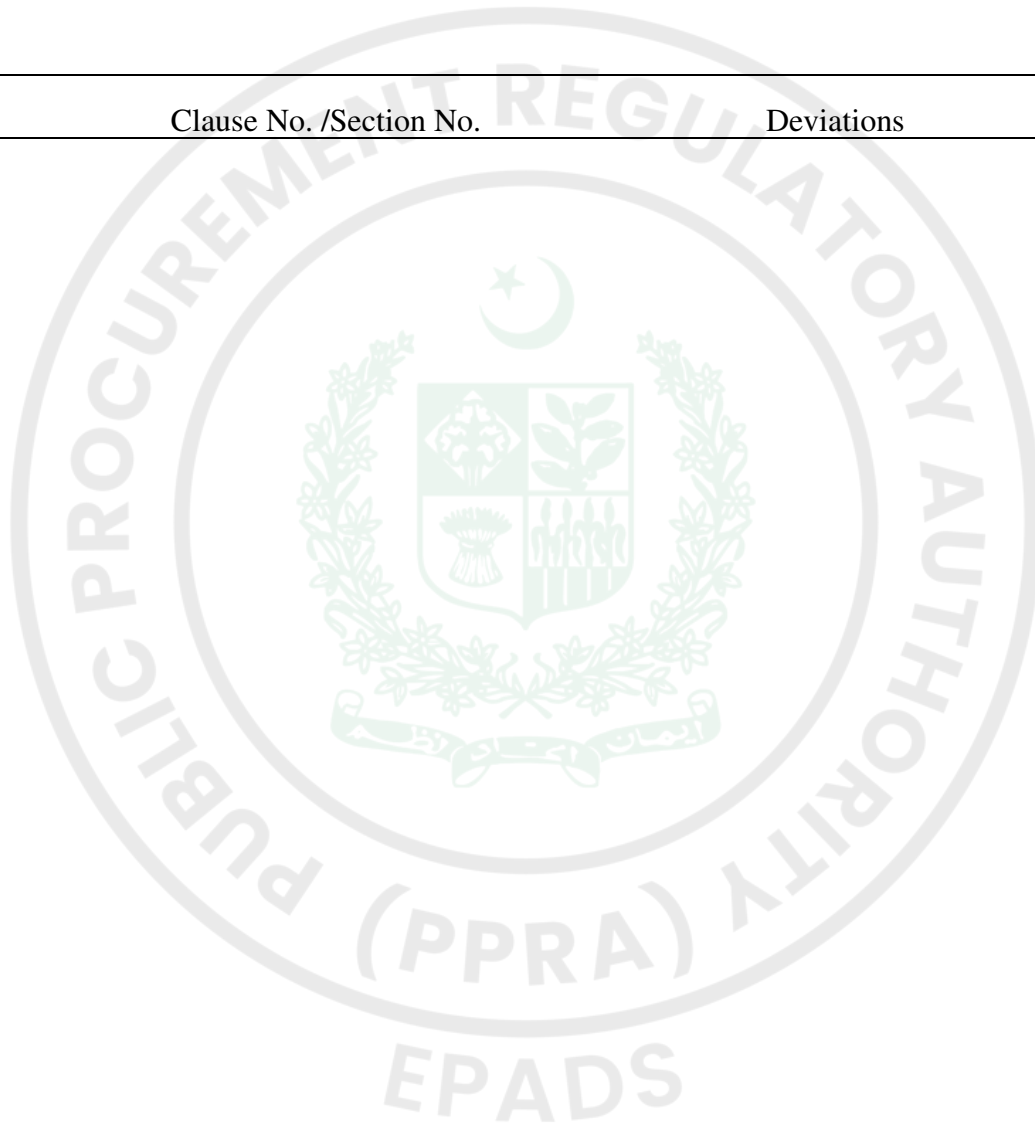 Clause No. /Section No. Deviations
PUBLIC PROCUREMENT REGULATORY AUTHORITY
(PPRA)
EPADS